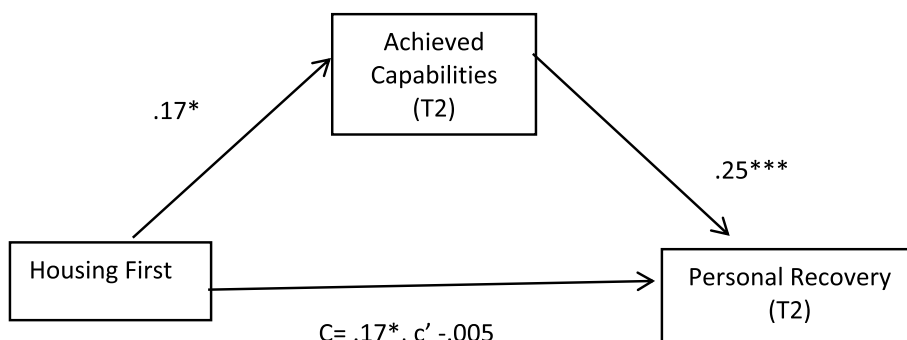 Achieved
Capabilities
(T2)
.17*
.25***
Housing First
Personal Recovery
(T2)
C= .17*, c’ -.005